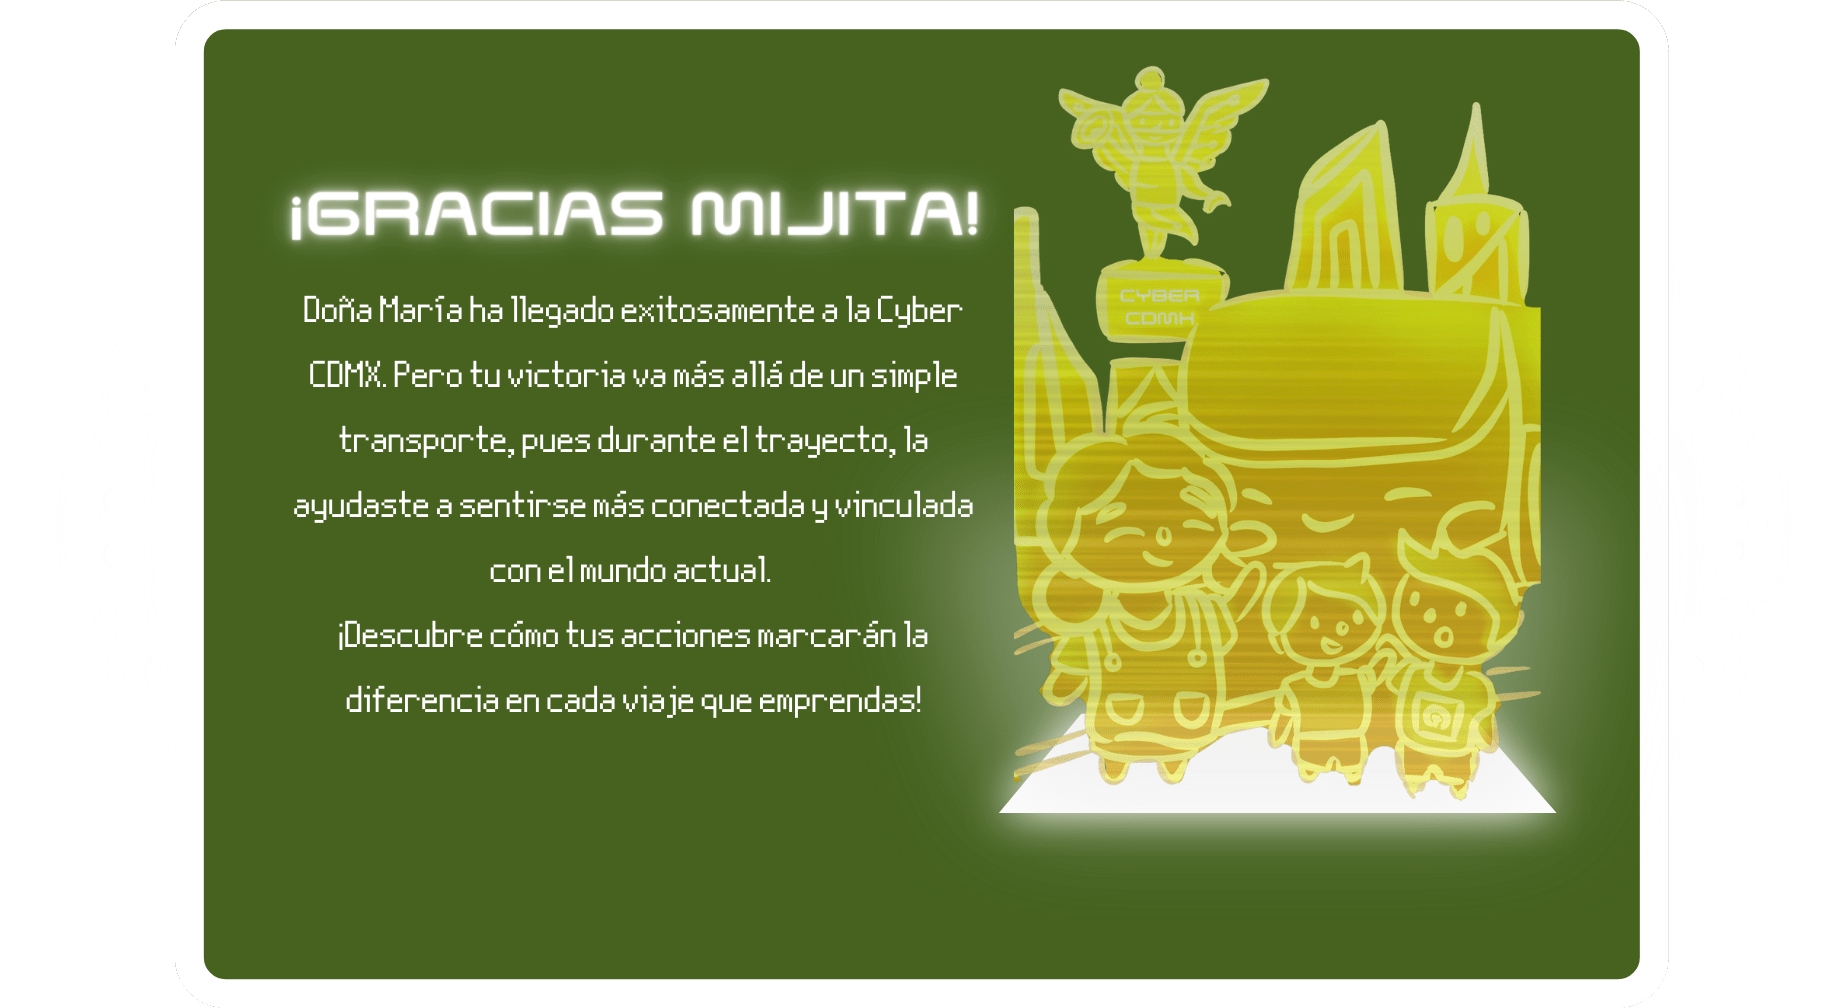 ¡GRACIAS MIJITA!
Doña María ha llegado exitosamente a la Cyber
CDMX. Pero tu victoria va más allá de un simple
transporte, pues durante el trayecto, la
ayudaste a sentirse más conectada y vinculada
con el mundo actual.
¡Descubre cómo tus acciones marcarán la
diferencia en cada viaje que emprendas!
CYBER
CDMX